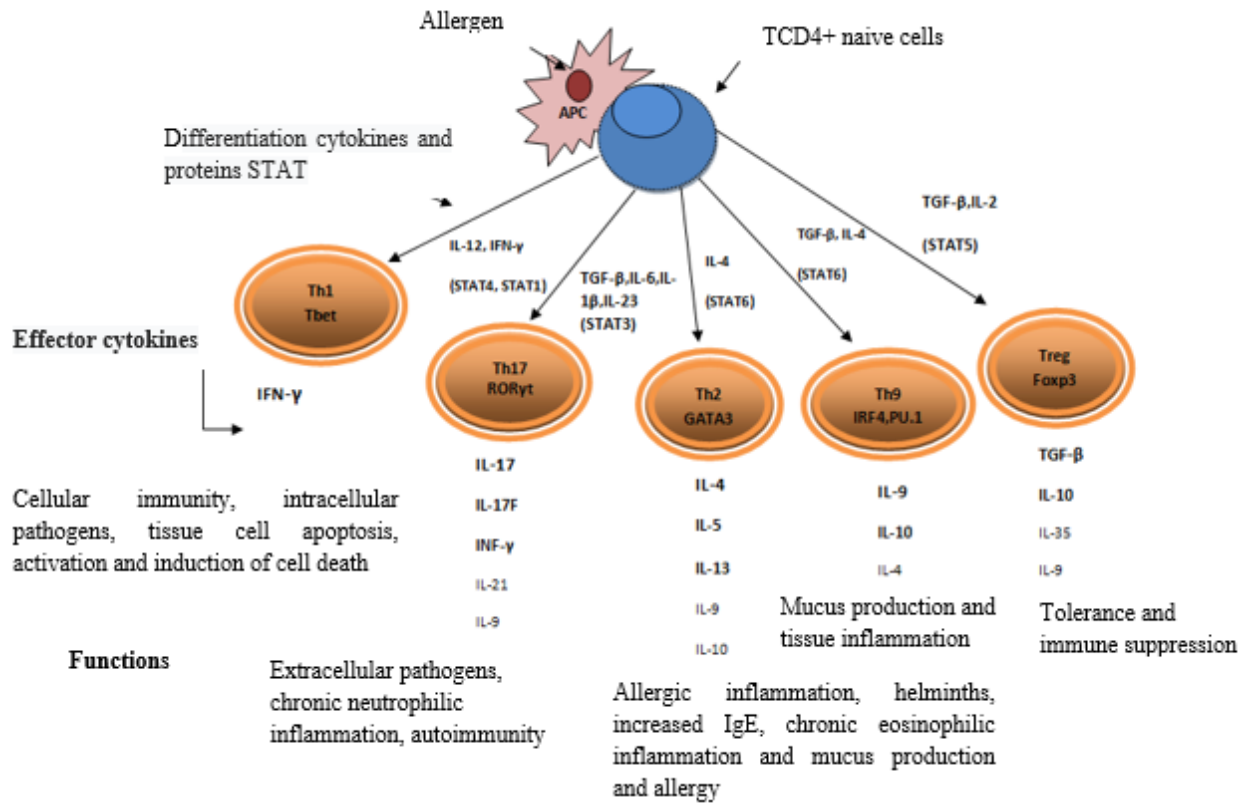 Allergen
TCD4+ naive cells
APC
Differentiation cytokines and
proteins STAT
IL-12, IFN-γ
(STAT4, STAT1)
TGF-β,IL-6,IL-
1β,IL-23
(STAT3)
IL-4
(STAT6)
TGF-β, IL-4
(STAT6)
TGF-β,IL-2
(STAT5)
Th1
Tbet
Th17
RORγt
Th2
GATA3
Th9
IRF4,PU.1
Treg
Foxp3
Effector cytokines
IFN-γ
IL-17
IL-17F
INF-γ
IL-21
IL-9
IL-4
IL-5
IL-13
IL-9
IL-10
IL-9
IL-10
IL-4
TGF-β
IL-10
IL-35
IL-9
Cellular immunity, intracellular
pathogens, tissue cell apoptosis,
activation and induction of cell death
Functions
Extracellular pathogens,
chronic neutrophilic
inflammation, autoimmunity
Allergic inflammation, helminths,
increased IgE, chronic eosinophilic
inflammation and mucus production
and allergy
Mucus production and
tissue inflammation
Tolerance and
immune suppression